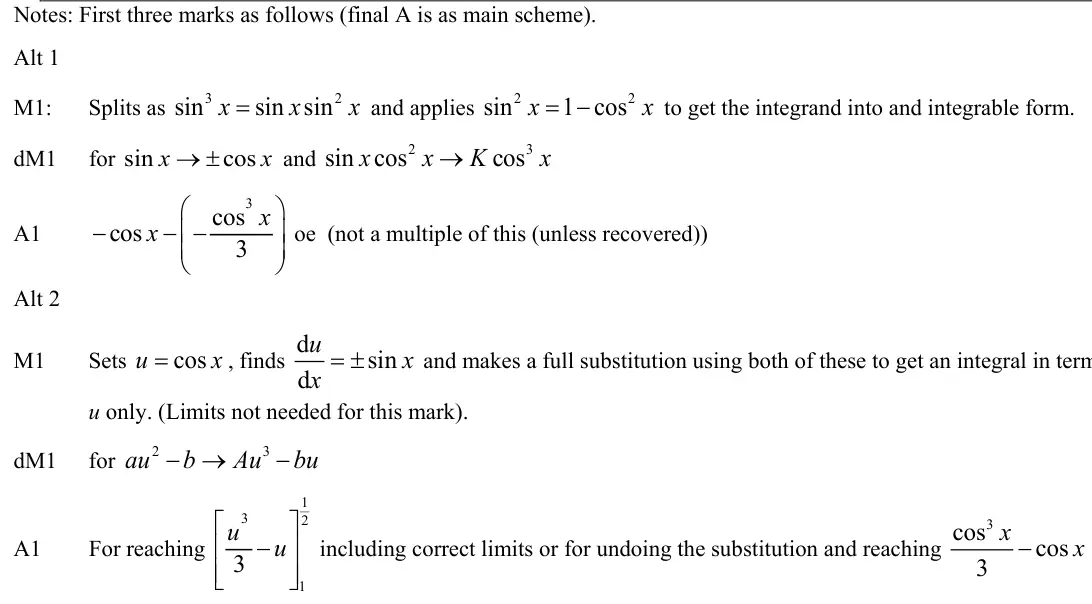 Notes: First three marks as follows (final A is as main scheme).
Alt 1
M1: Splits as sin³ x = sin x sin² x and applies sin² x = 1 − cos² x to get the integrand into and integrable form.
dM1 for sin x → ±cos x and sin x cos² x → K cos³ x
A1 −cos x − (−cos³ x / 3) oe (not a multiple of this (unless recovered))
Alt 2
M1 Sets u = cos x , finds du/dx = ±sin x and makes a full substitution using both of these to get an integral in
u only. (Limits not needed for this mark).
dM1 for au² − b → Au³ − bu
A1 For reaching [u³/3 − u]₁^(1/2) including correct limits or for undoing the substitution and reaching cos³ x / 3 − cos x